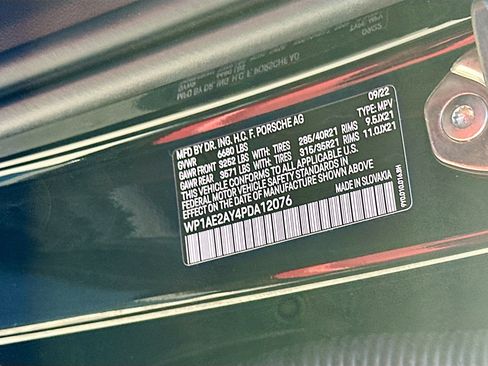 MFD BY DR. ING. H.C. F. PORSCHE AG 09/22
GVWR 6680 LBS TYPE: MPV
GAWR FRONT 3252 LBS WITH TIRES 285/40R21 RIMS 9.5JX21
GAWR REAR 3571 LBS WITH TIRES 315/35R21 RIMS 11.0JX21
THIS VEHICLE CONFORMS TO ALL APPLICABLE U.S.
FEDERAL MOTOR VEHICLE SAFETY STANDARDS IN
EFFECT ON THE DATE OF MANUFACTURE SHOWN ABOVE
WP1AE2AY4PDA12076 MADE IN SLOVAKIA